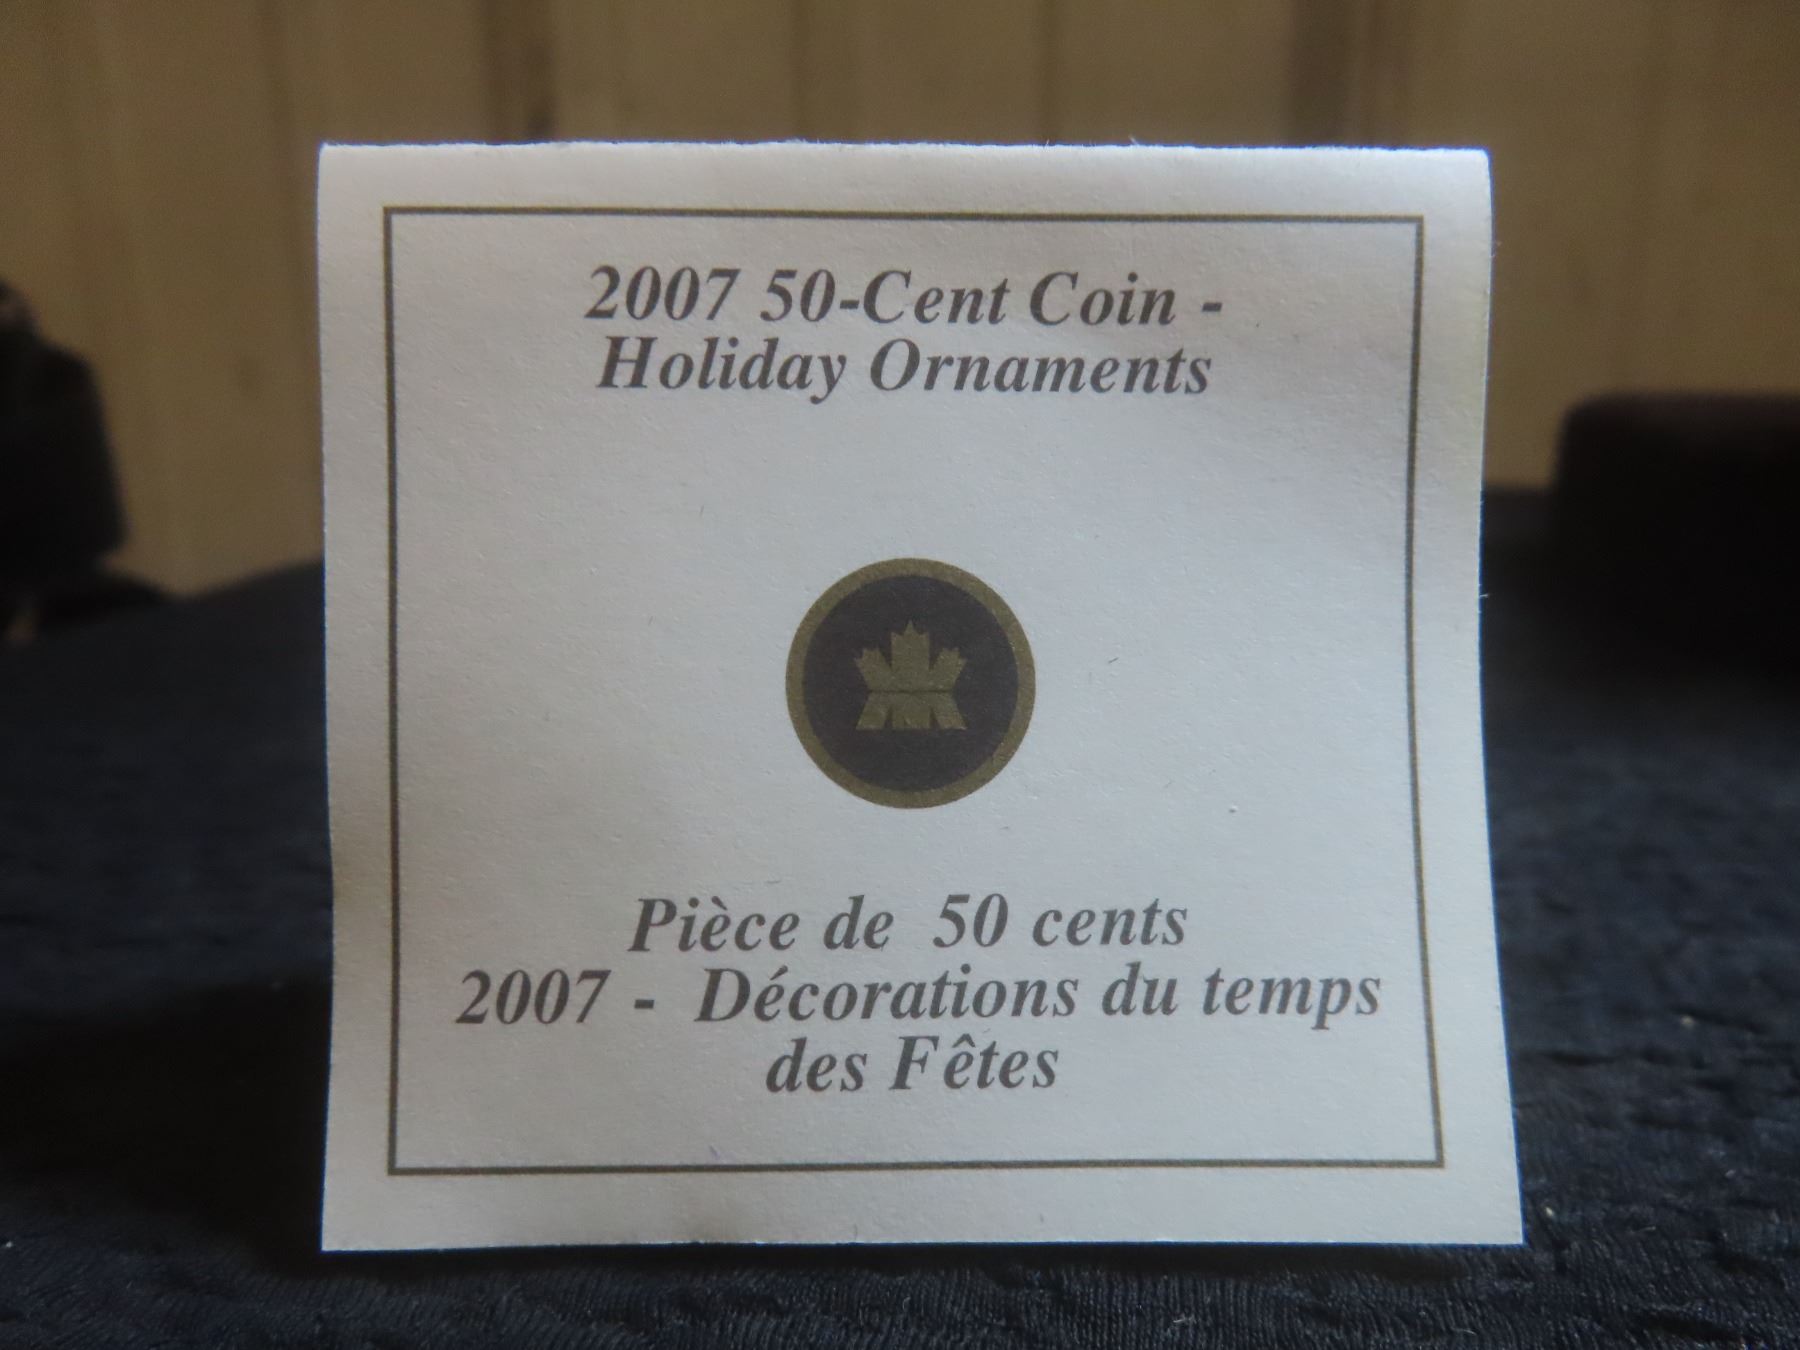 2007 50-Cent Coin -
Holiday Ornaments
Pièce de 50 cents
2007 - Décorations du temps
des Fêtes